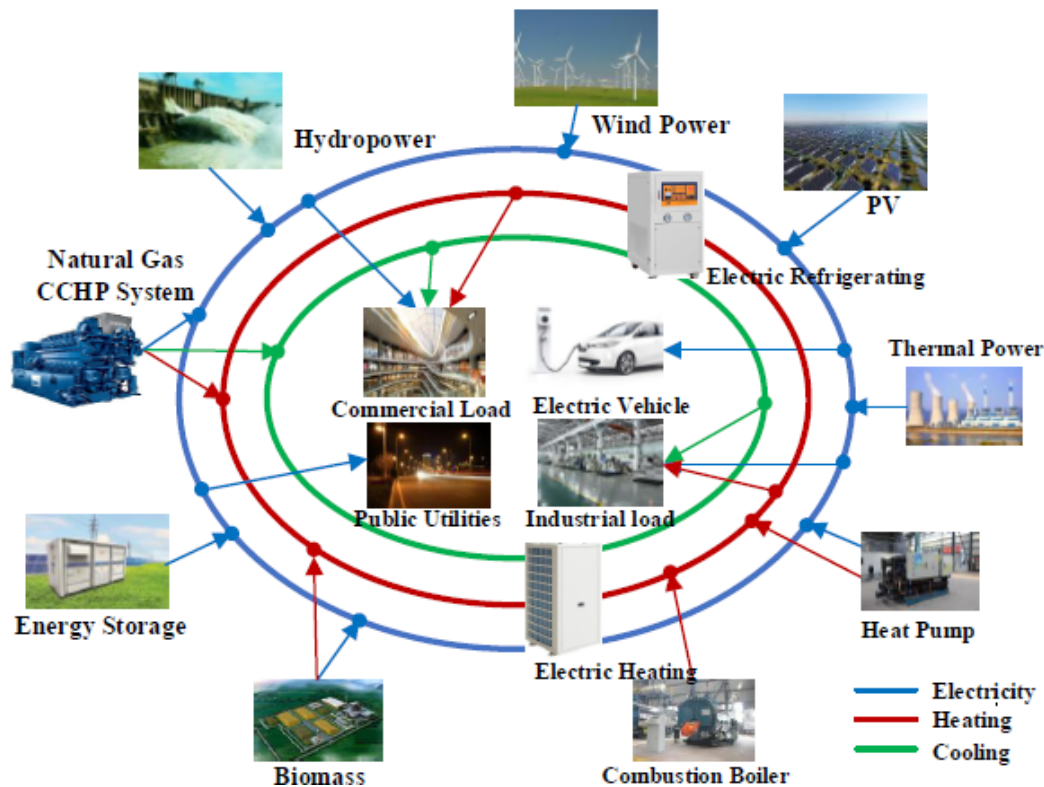 Wind Power
Hydropower
PV
Natural Gas
CCHP System
Electric Refrigerating
Thermal Power
Commercial Load
Electric Vehicle
Public Utilities
Industrial load
Energy Storage
Heat Pump
Electric Heating
Biomass
Combustion Boiler
Electricity
Heating
Cooling